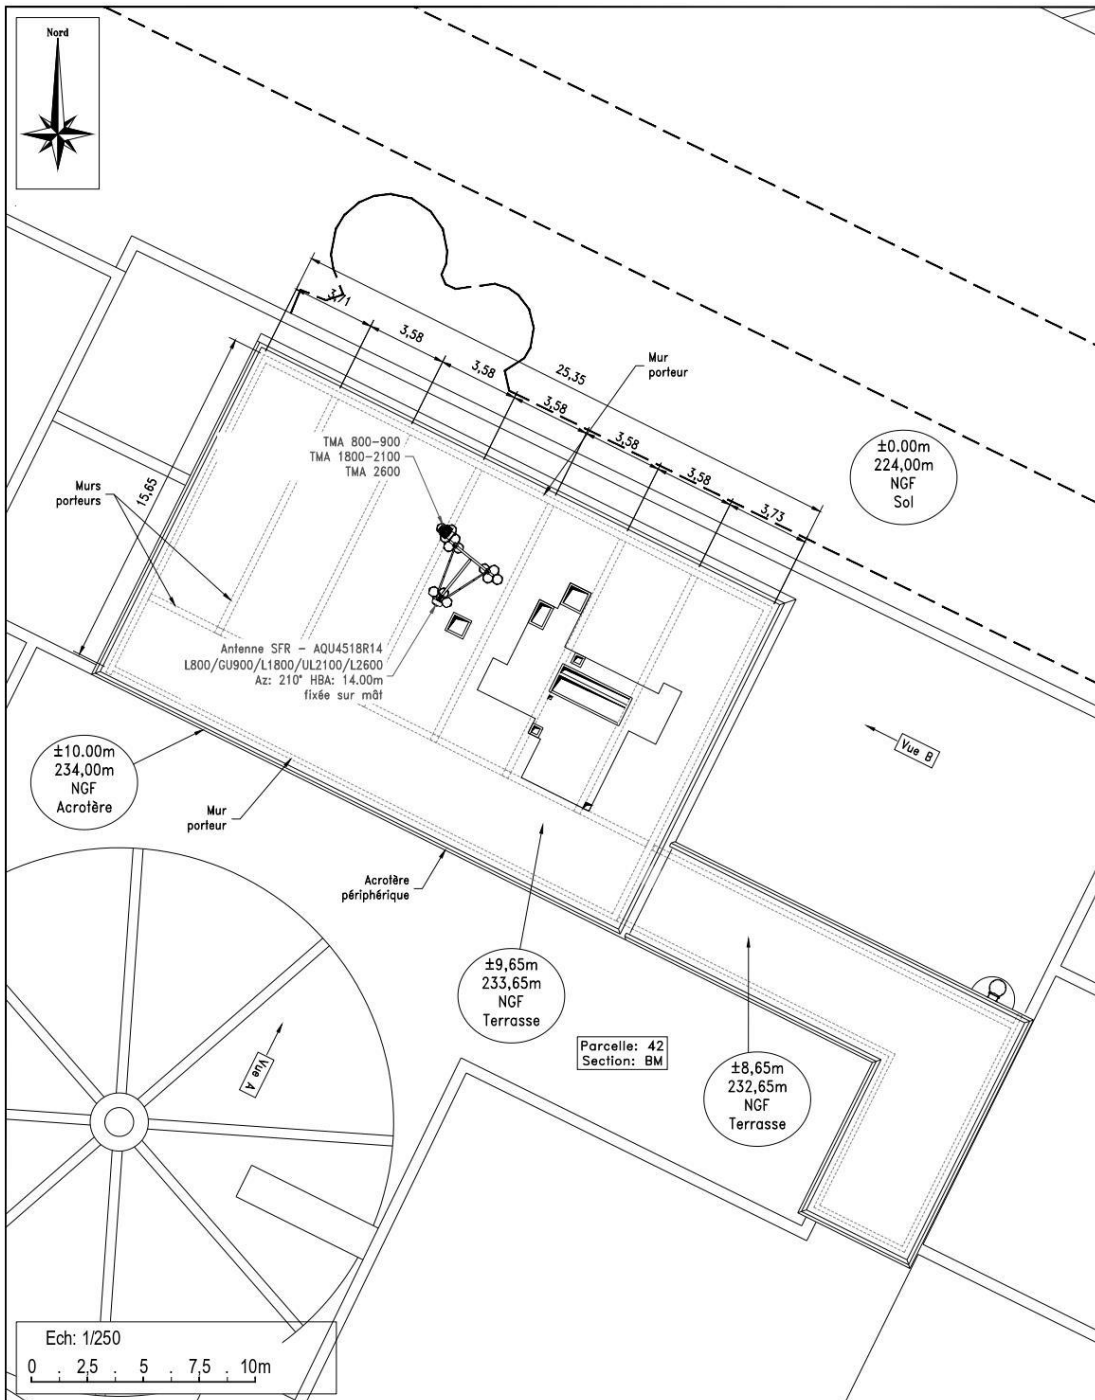 Nord
3,71
3,58
3,58
25,35
3,58
3,58
3,58
3,73
Mur
porteur
TMA 800-900
TMA 1800-2100
TMA 2600
±0.00m
224,00m
NGF
Sol
Murs
porteurs
15,65
Antenne SFR - AQU4518R14
L800/GU900/L1800/UL2100/L2600
Az: 210° HBA: 14.00m
fixée sur mât
±10.00m
234,00m
NGF
Acrotère
Vue B
Mur
porteur
Acrotère
périphérique
±9,65m
233,65m
NGF
Terrasse
Vue A
Parcelle: 42
Section: BM
±8,65m
232,65m
NGF
Terrasse
Ech: 1/250
0 . 2,5 . 5 . 7,5 . 10m